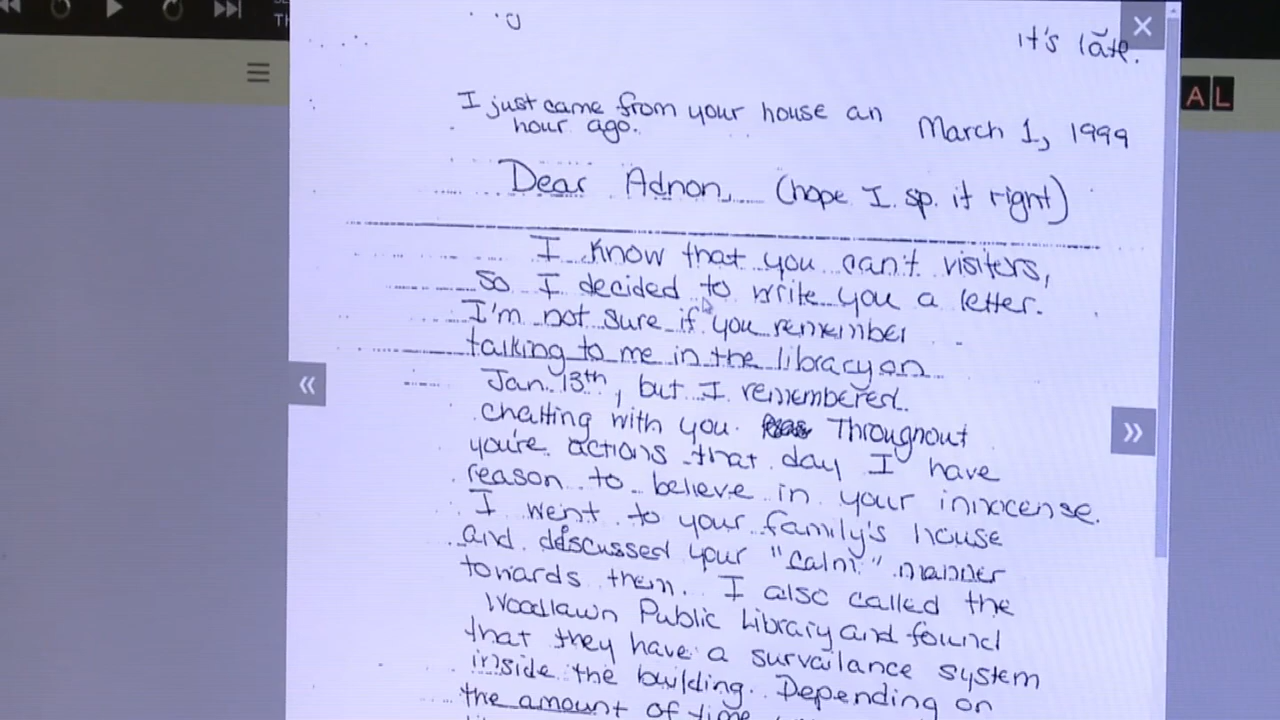 it's late.
I just came from your house an
hour ago.
March 1, 1999
Dear Adnon, (hope I sp. it right)
I know that you can't visitors,
so I decided to write you a letter.
I'm not sure if you remember
talking to me in the library on
Jan. 13th, but I remembered
chatting with you. Throughout
you're actions that day I have
reason to believe in your innocense.
I went to your family's house
and discussed your "calm" manner
towards them. I also called the
Woodlawn Public Library and found
that they have a survailance system
inside the building. Depending on
the amount of time
A L